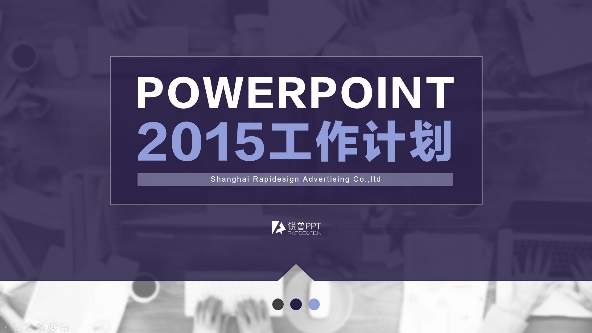 POWERPOINT
2015工作计划
Shanghai Rapidesign Advertising Co.,ltd
锐普PPT
RAPIDESIGN